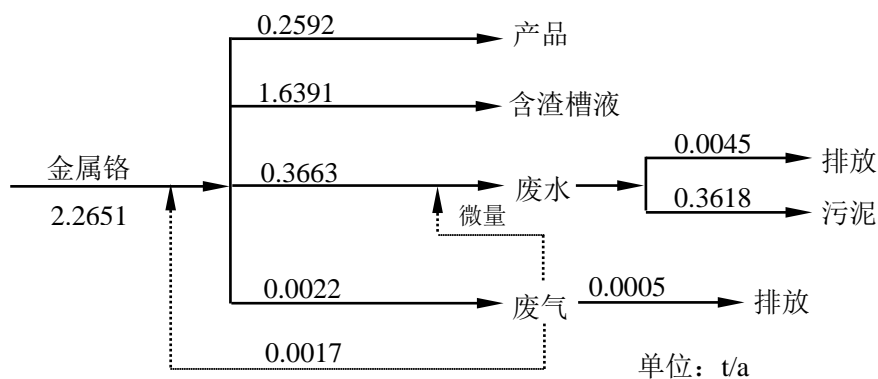 0.2592
产品
1.6391
含渣槽液
金属铬
2.2651
0.3663
废水
0.0045
排放
0.3618
污泥
微量
0.0022
废气
0.0005
排放
0.0017
单位：t/a